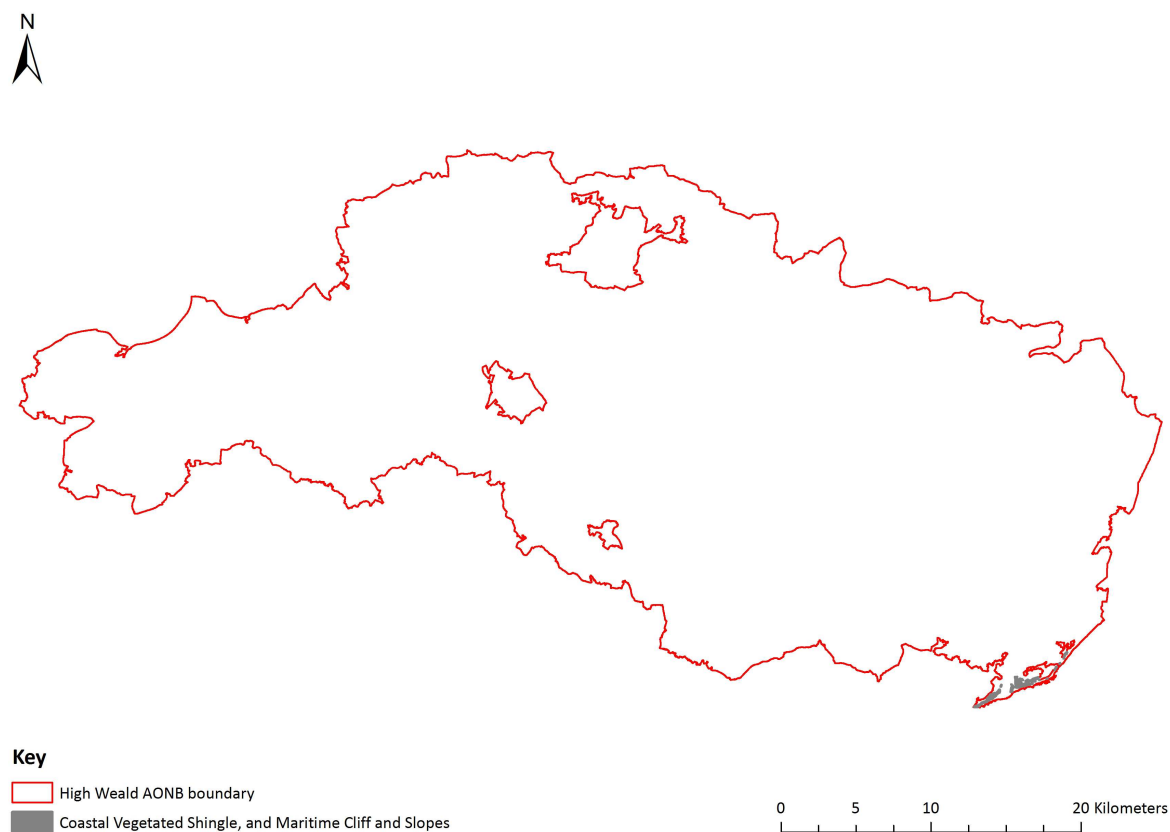 N
Key
High Weald AONB boundary
Coastal Vegetated Shingle, and Maritime Cliff and Slopes
0 5 10 20 Kilometers